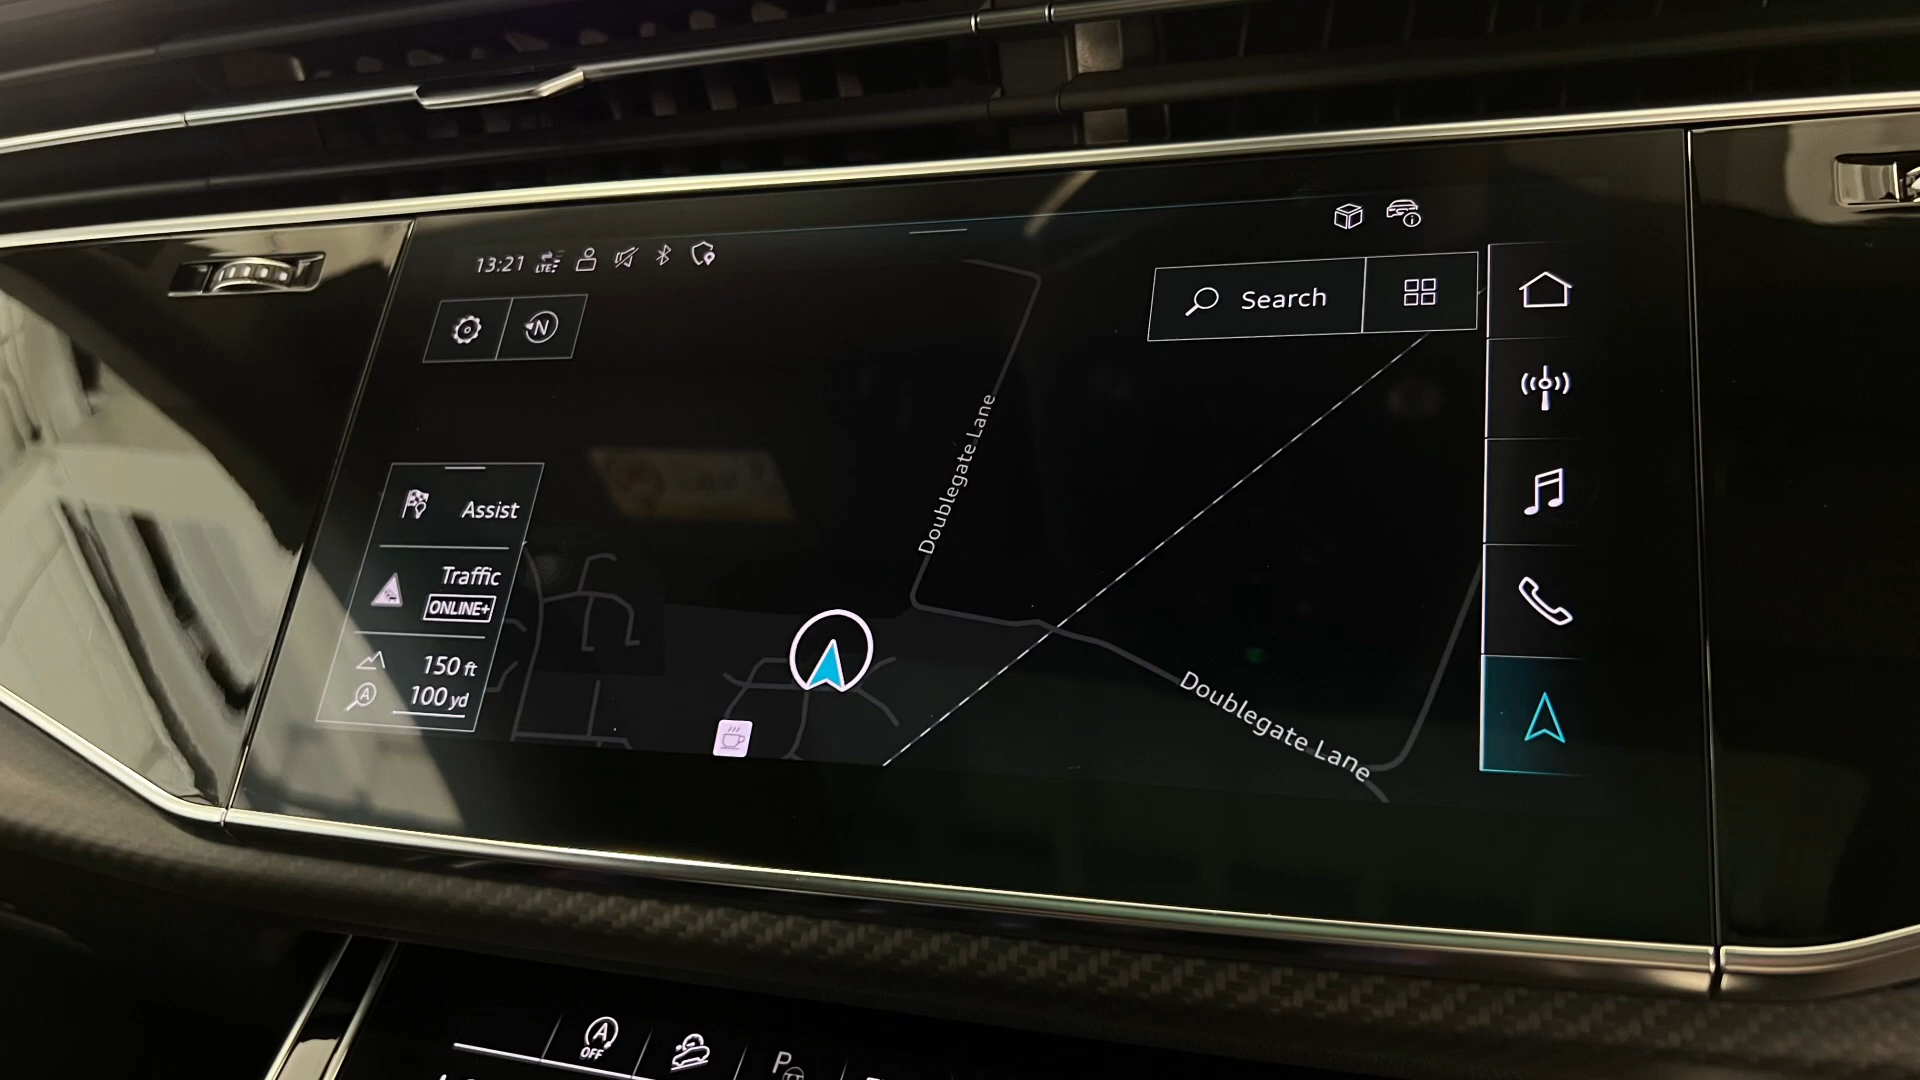 13:21 LTE
N
Search
Doublegate Lane
Assist
Traffic
ONLINE+
150 ft
A 100 yd
Doublegate Lane
A
OFF
P